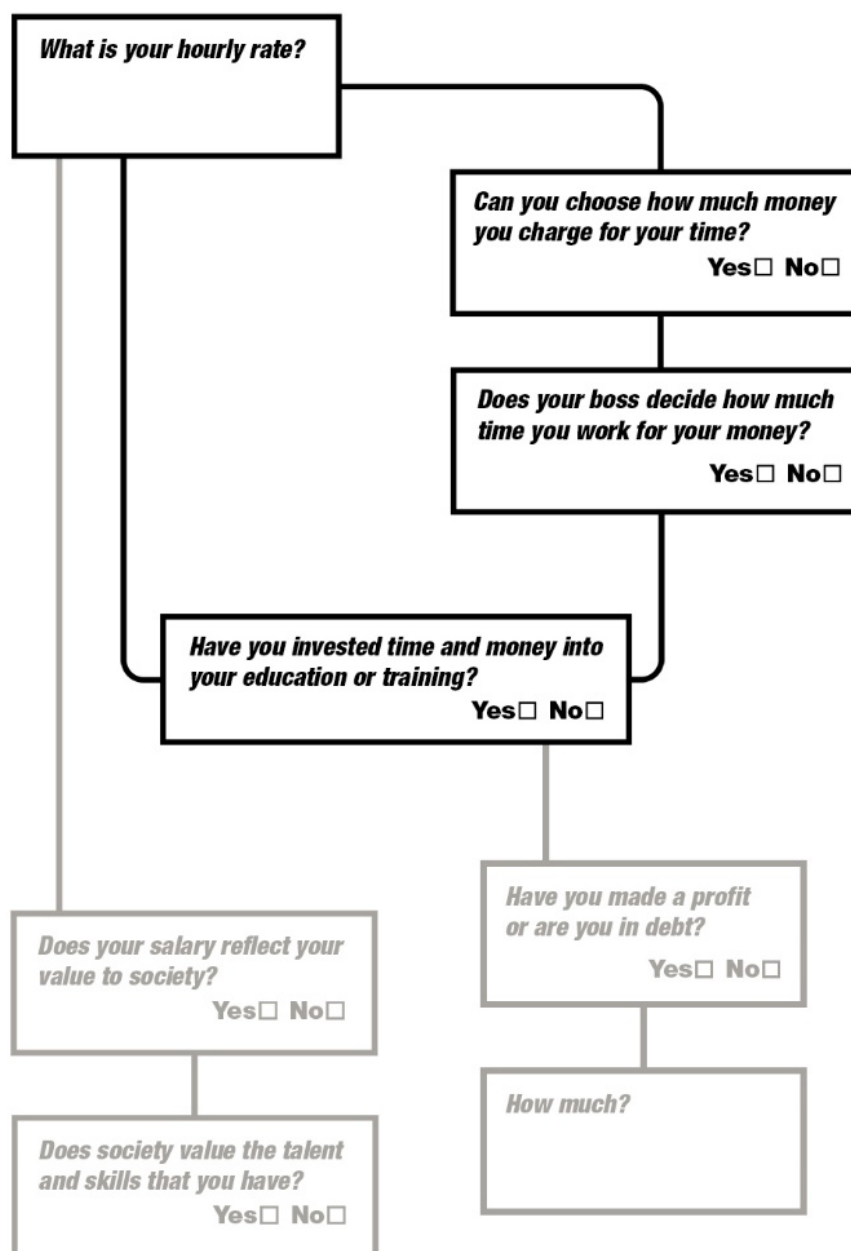 What is your hourly rate?
Can you choose how much money
you charge for your time?
Yes□ No□
Does your boss decide how much
time you work for your money?
Yes□ No□
Have you invested time and money into
your education or training?
Yes□ No□
Have you made a profit
or are you in debt?
Yes□ No□
Does your salary reflect your
value to society?
Yes□ No□
How much?
Does society value the talent
and skills that you have?
Yes□ No□